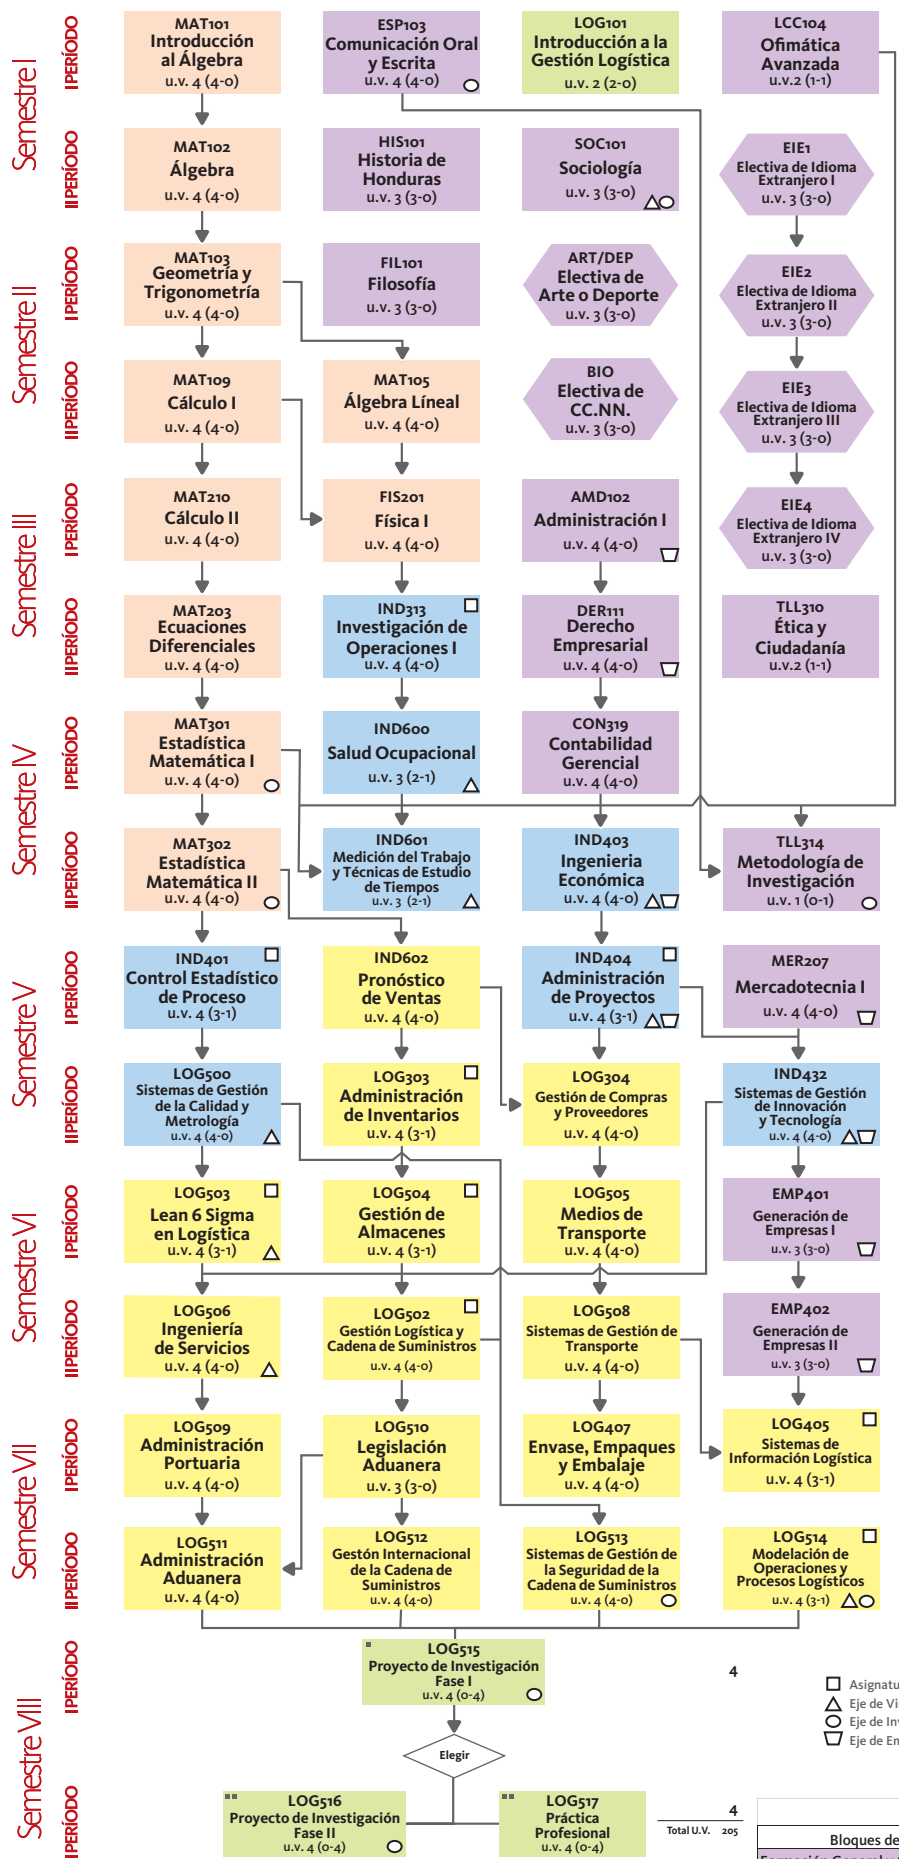 Semestre I
I PERÍODO
MAT101
Introducción
al Álgebra
u.v. 4 (4-0)
ESP103
Comunicación Oral
y Escrita
u.v. 4 (4-0)
LOG101
Introducción a la
Gestión Logística
u.v. 2 (2-0)
LCC104
Ofimática
Avanzada
u.v.2 (1-1)
II PERÍODO
MAT102
Álgebra
u.v. 4 (4-0)
HIS101
Historia de
Honduras
u.v. 3 (3-0)
SOC101
Sociología
u.v. 3 (3-0)
EIE1
Electiva de Idioma
Extranjero I
u.v. 3 (3-0)
Semestre II
I PERÍODO
MAT103
Geometría y
Trigonometría
u.v. 4 (4-0)
FIL101
Filosofía
u.v. 3 (3-0)
ART/DEP
Electiva de
Arte o Deporte
u.v. 3 (3-0)
EIE2
Electiva de Idioma
Extranjero II
u.v. 3 (3-0)
II PERÍODO
MAT109
Cálculo I
u.v. 4 (4-0)
MAT105
Álgebra Líneal
u.v. 4 (4-0)
BIO
Electiva de
CC.NN.
u.v. 3 (3-0)
EIE3
Electiva de Idioma
Extranjero III
u.v. 3 (3-0)
Semestre III
I PERÍODO
MAT210
Cálculo II
u.v. 4 (4-0)
FIS201
Física I
u.v. 4 (4-0)
AMD102
Administración I
u.v. 4 (4-0)
EIE4
Electiva de Idioma
Extranjero IV
u.v. 3 (3-0)
II PERÍODO
MAT203
Ecuaciones
Diferenciales
u.v. 4 (4-0)
IND313
Investigación de
Operaciones I
u.v. 4 (4-0)
DER111
Derecho
Empresarial
u.v. 4 (4-0)
TLL310
Ética y
Ciudadanía
u.v.2 (1-1)
Semestre IV
I PERÍODO
MAT301
Estadística
Matemática I
u.v. 4 (4-0)
IND600
Salud Ocupacional
u.v. 3 (2-1)
CON319
Contabilidad
Gerencial
u.v. 4 (4-0)
II PERÍODO
MAT302
Estadística
Matemática II
u.v. 4 (4-0)
IND601
Medición del Trabajo
y Técnicas de Estudio
de Tiempos
u.v. 3 (2-1)
IND403
Ingenieria
Económica
u.v. 4 (4-0)
TLL314
Metodología de
Investigación
u.v. 1 (0-1)
Semestre V
I PERÍODO
IND401
Control Estadístico
de Proceso
u.v. 4 (3-1)
IND602
Pronóstico
de Ventas
u.v. 4 (4-0)
IND404
Administración
de Proyectos
u.v. 4 (3-1)
MER207
Mercadotecnia I
u.v. 4 (4-0)
II PERÍODO
LOG500
Sistemas de Gestión
de la Calidad y
Metrología
u.v. 4 (4-0)
LOG303
Administración
de Inventarios
u.v. 4 (3-1)
LOG304
Gestión de Compras
y Proveedores
u.v. 4 (4-0)
IND432
Sistemas de Gestión
de Innovación
y Tecnología
u.v. 4 (4-0)
Semestre VI
I PERÍODO
LOG503
Lean 6 Sigma
en Logística
u.v. 4 (3-1)
LOG504
Gestión de
Almacenes
u.v. 4 (3-1)
LOG505
Medios de
Transporte
u.v. 4 (4-0)
EMP401
Generación de
Empresas I
u.v. 3 (3-0)
II PERÍODO
LOG506
Ingeniería
de Servicios
u.v. 4 (4-0)
LOG502
Gestión Logística y
Cadena de Suministros
u.v. 4 (4-0)
LOG508
Sistemas de Gestión de
Transporte
u.v. 4 (4-0)
EMP402
Generación de
Empresas II
u.v. 3 (3-0)
Semestre VII
I PERÍODO
LOG509
Administración
Portuaria
u.v. 4 (4-0)
LOG510
Legislación
Aduanera
u.v. 3 (3-0)
LOG407
Envase, Empaques
y Embalaje
u.v. 4 (4-0)
LOG405
Sistemas de
Información Logística
u.v. 4 (3-1)
II PERÍODO
LOG511
Administración
Aduanera
u.v. 4 (4-0)
LOG512
Gestón Internacional
de la Cadena de
Suministros
u.v. 4 (4-0)
LOG513
Sistemas de Gestión de
la Seguridad de la
Cadena de Suministros
u.v. 4 (4-0)
LOG514
Modelación de
Operaciones y
Procesos Logísticos
u.v. 4 (3-1)
Semestre VIII
I PERÍODO
LOG515
Proyecto de Investigación
Fase I
u.v. 4 (0-4)
4
Asignatu
Eje de Vi
Eje de In
Eje de En
Elegir
II PERÍODO
LOG516
Proyecto de Investigación
Fase II
u.v. 4 (0-4)
LOG517
Práctica
Profesional
u.v. 4 (0-4)
4
Total U.V. 205
Bloques de